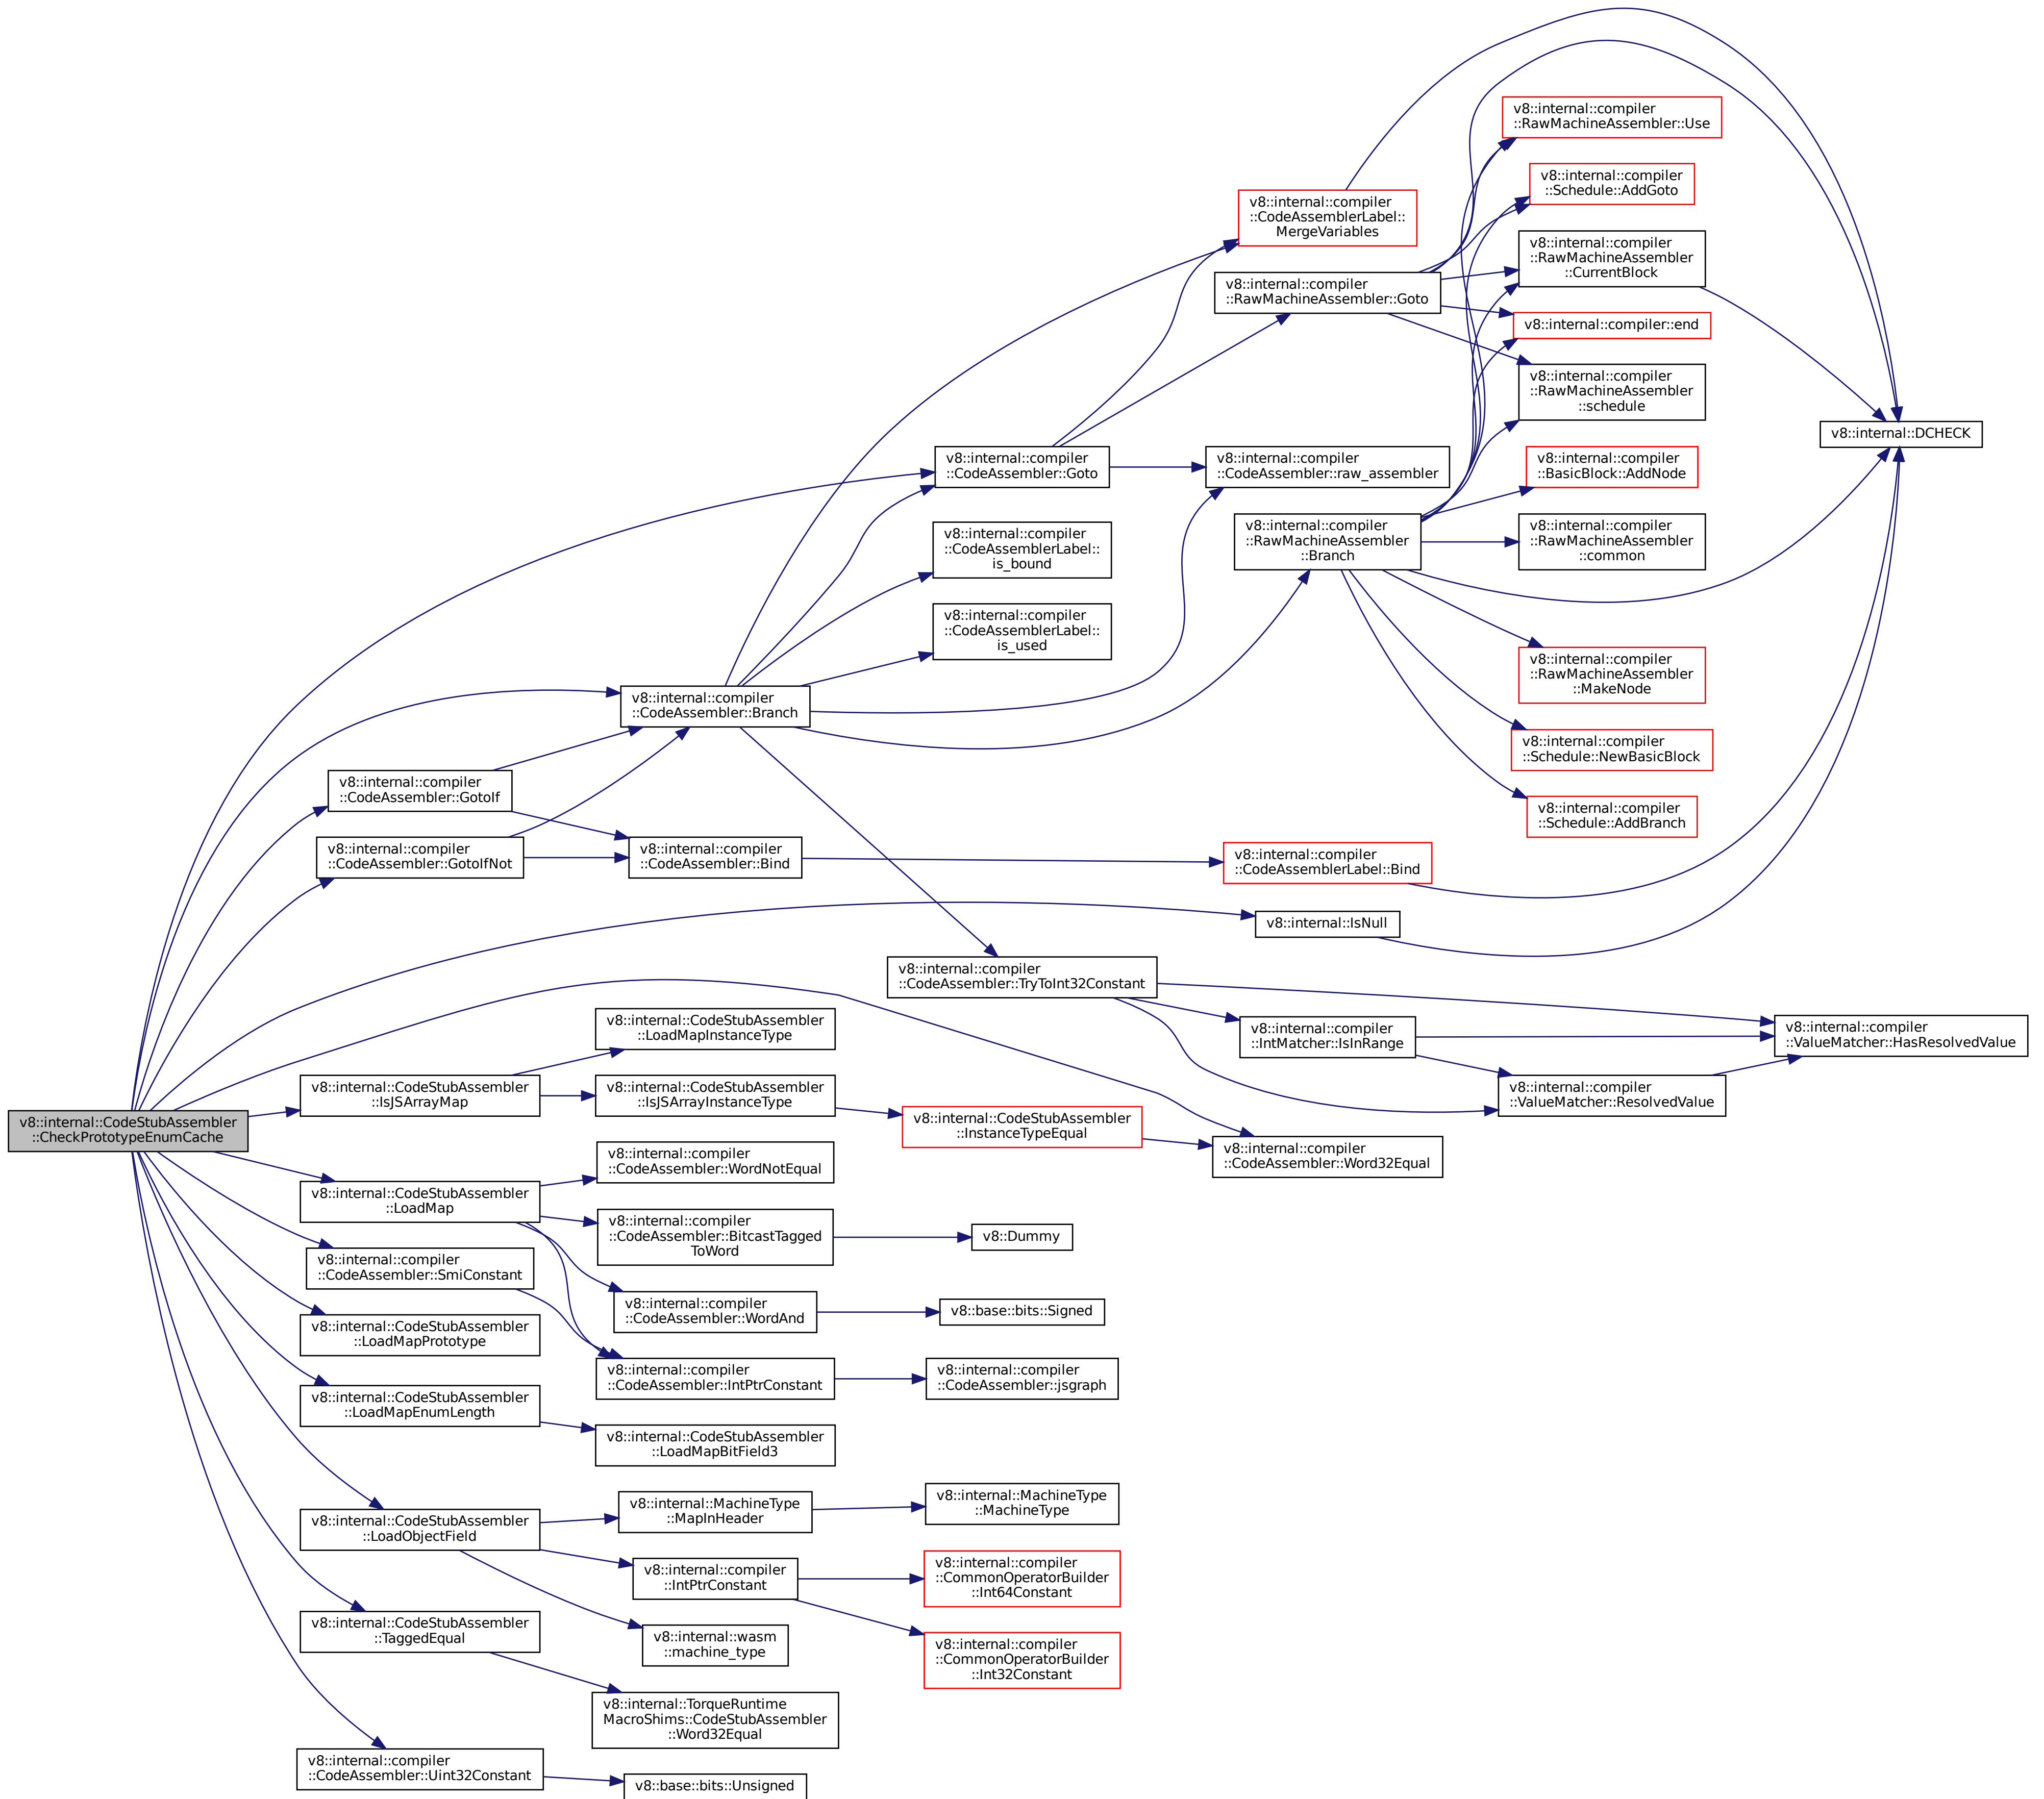 v8::internal::CodeStubAssembler
::CheckPrototypeEnumCache
v8::internal::compiler
::CodeAssembler::GotoIf
v8::internal::compiler
::CodeAssembler::GotoIfNot
v8::internal::CodeStubAssembler
::IsJSArrayMap
v8::internal::CodeStubAssembler
::LoadMap
v8::internal::compiler
::CodeAssembler::SmiConstant
v8::internal::CodeStubAssembler
::LoadMapPrototype
v8::internal::CodeStubAssembler
::LoadMapEnumLength
v8::internal::CodeStubAssembler
::LoadObjectField
v8::internal::CodeStubAssembler
::TaggedEqual
v8::internal::compiler
::CodeAssembler::Uint32Constant
v8::internal::compiler
::CodeAssembler::Branch
v8::internal::compiler
::CodeAssembler::Bind
v8::internal::CodeStubAssembler
::LoadMapInstanceType
v8::internal::CodeStubAssembler
::IsJSArrayInstanceType
v8::internal::compiler
::CodeAssembler::WordNotEqual
v8::internal::compiler
::CodeAssembler::BitcastTagged
ToWord
v8::internal::compiler
::CodeAssembler::WordAnd
v8::internal::compiler
::CodeAssembler::IntPtrConstant
v8::internal::CodeStubAssembler
::LoadMapBitField3
v8::internal::MachineType
::MapInHeader
v8::internal::compiler
::IntPtrConstant
v8::internal::wasm
::machine_type
v8::internal::TorqueRuntime
MacroShims::CodeStubAssembler
::Word32Equal
v8::base::bits::Unsigned
v8::internal::compiler
::CodeAssembler::Goto
v8::internal::compiler
::CodeAssemblerLabel::
is_bound
v8::internal::compiler
::CodeAssemblerLabel::
is_used
v8::internal::compiler
::CodeAssembler::TryToInt32Constant
v8::internal::CodeStubAssembler
::InstanceTypeEqual
v8::Dummy
v8::base::bits::Signed
v8::internal::compiler
::CodeAssembler::jsgraph
v8::internal::MachineType
::MachineType
v8::internal::compiler
::CommonOperatorBuilder
::Int64Constant
v8::internal::compiler
::CommonOperatorBuilder
::Int32Constant
v8::internal::compiler
::CodeAssemblerLabel::
MergeVariables
v8::internal::compiler
::RawMachineAssembler::Goto
v8::internal::compiler
::CodeAssembler::raw_assembler
v8::internal::compiler
::RawMachineAssembler
::Branch
v8::internal::compiler
::CodeAssemblerLabel::Bind
v8::internal::IsNull
v8::internal::compiler
::IntMatcher::IsInRange
v8::internal::compiler
::CodeAssembler::Word32Equal
v8::internal::compiler
::RawMachineAssembler::Use
v8::internal::compiler
::Schedule::AddGoto
v8::internal::compiler
::RawMachineAssembler
::CurrentBlock
v8::internal::compiler::end
v8::internal::compiler
::RawMachineAssembler
::schedule
v8::internal::compiler
::BasicBlock::AddNode
v8::internal::compiler
::RawMachineAssembler
::common
v8::internal::compiler
::RawMachineAssembler
::MakeNode
v8::internal::compiler
::Schedule::NewBasicBlock
v8::internal::compiler
::Schedule::AddBranch
v8::internal::compiler
::ValueMatcher::ResolvedValue
v8::internal::DCHECK
v8::internal::compiler
::ValueMatcher::HasResolvedValue